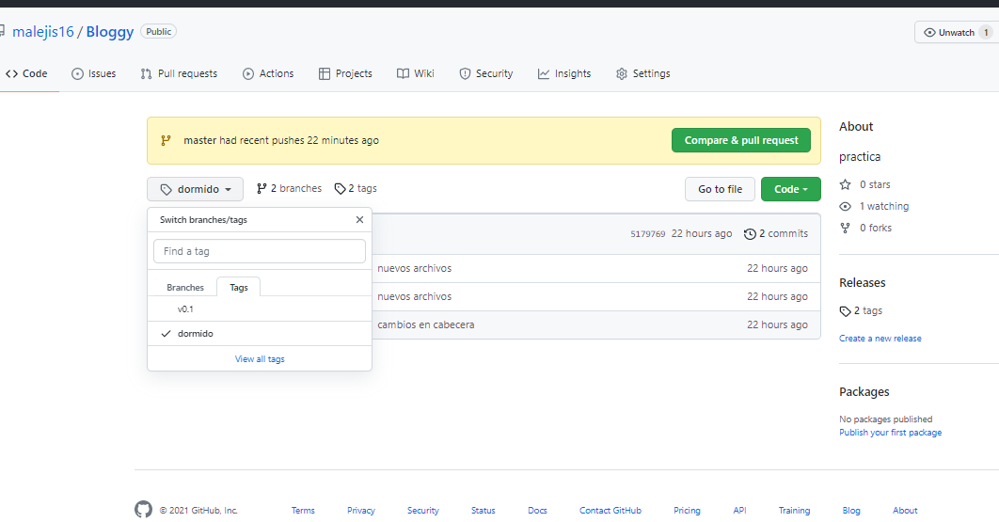 malejis16 / Bloggy Public
Unwatch 1
Code Issues Pull requests Actions Projects Wiki Security Insights Settings
master had recent pushes 22 minutes ago
Compare & pull request
dormido 2 branches 2 tags
Go to file Code
Switch branches/tags
Find a tag
Branches Tags
v0.1
dormido
View all tags
5179769 22 hours ago 2 commits
nuevos archivos 22 hours ago
nuevos archivos 22 hours ago
cambios en cabecera 22 hours ago
About
practica
0 stars
1 watching
0 forks
Releases
2 tags
Create a new release
Packages
No packages published
Publish your first package
© 2021 GitHub, Inc. Terms Privacy Security Status Docs Contact GitHub Pricing API Training Blog About